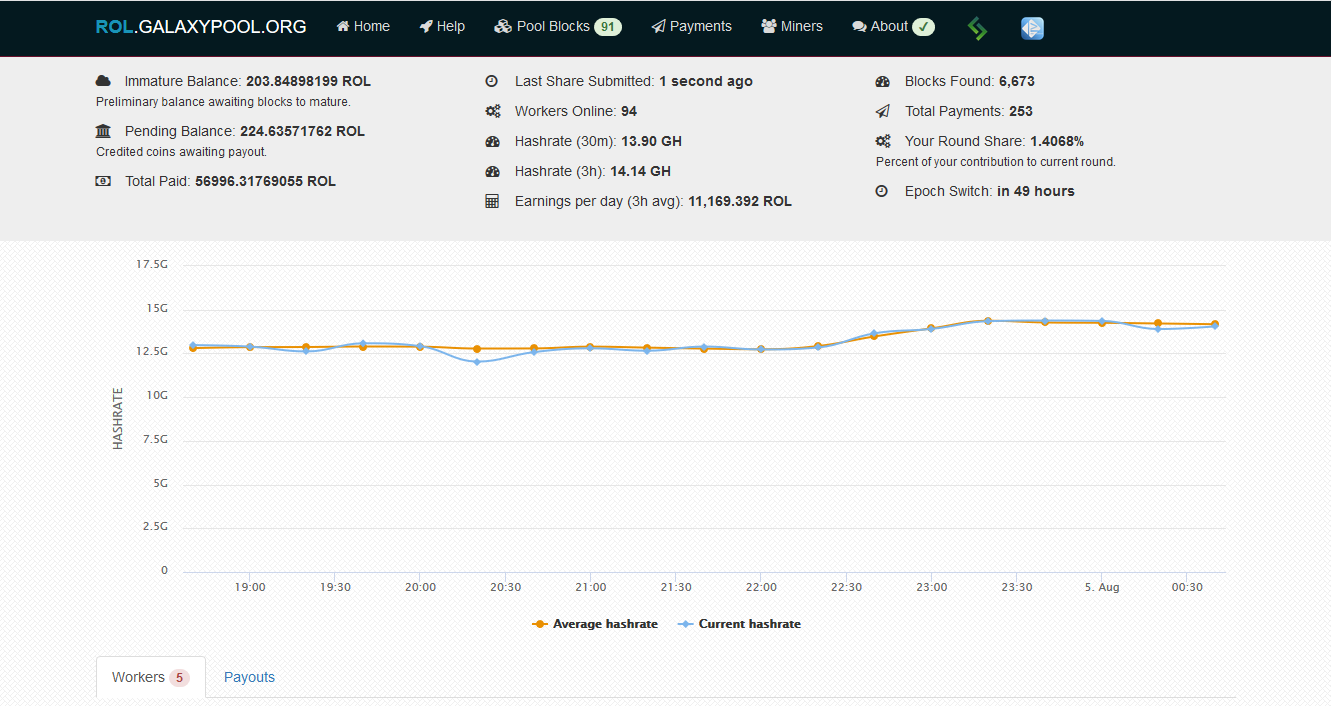 ROL.GALAXYPOOL.ORG Home Help Pool Blocks 91 Payments Miners About
Immature Balance: 203.84898199 ROL
Preliminary balance awaiting blocks to mature.
Pending Balance: 224.63571762 ROL
Credited coins awaiting payout.
Total Paid: 56996.31769055 ROL
Last Share Submitted: 1 second ago
Workers Online: 94
Hashrate (30m): 13.90 GH
Hashrate (3h): 14.14 GH
Earnings per day (3h avg): 11,169.392 ROL
Blocks Found: 6,673
Total Payments: 253
Your Round Share: 1.4068%
Percent of your contribution to current round.
Epoch Switch: in 49 hours
HASHRATE
17.5G
15G
12.5G
10G
7.5G
5G
2.5G
0
19:00 19:30 20:00 20:30 21:00 21:30 22:00 22:30 23:00 23:30 5. Aug 00:30
Average hashrate Current hashrate
Workers 5 Payouts